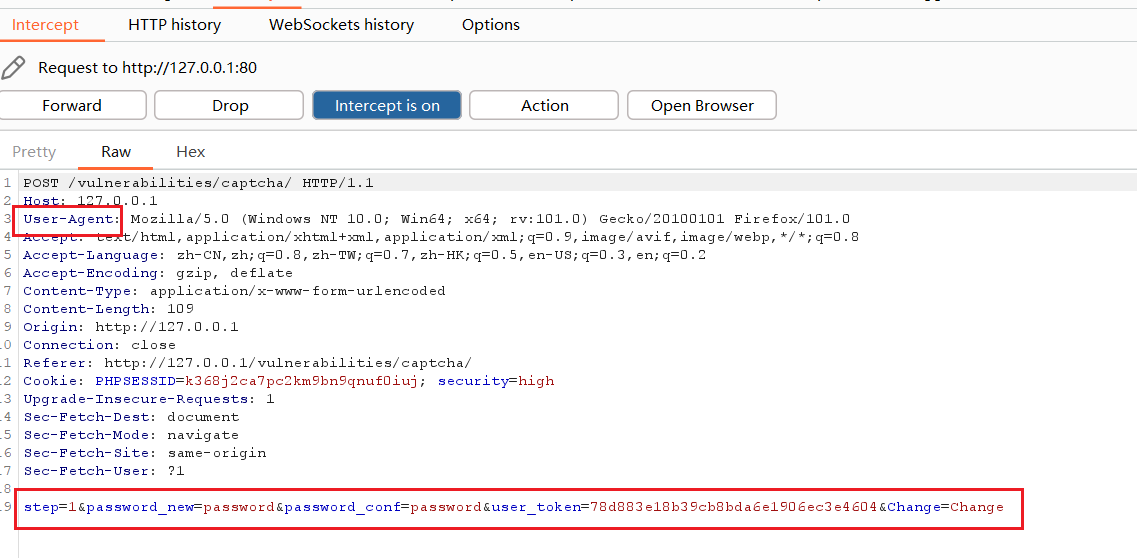 Intercept HTTP history WebSockets history Options
Request to http://127.0.0.1:80
Forward Drop Intercept is on Action Open Browser
Pretty Raw Hex
1 POST /vulnerabilities/captcha/ HTTP/1.1
2 Host: 127.0.0.1
3 User-Agent: Mozilla/5.0 (Windows NT 10.0; Win64; x64; rv:101.0) Gecko/20100101 Firefox/101.0
4 Accept: text/html,application/xhtml+xml,application/xml;q=0.9,image/avif,image/webp,*/*;q=0.8
5 Accept-Language: zh-CN,zh;q=0.8,zh-TW;q=0.7,zh-HK;q=0.5,en-US;q=0.3,en;q=0.2
6 Accept-Encoding: gzip, deflate
7 Content-Type: application/x-www-form-urlencoded
8 Content-Length: 109
9 Origin: http://127.0.0.1
.0 Connection: close
.1 Referer: http://127.0.0.1/vulnerabilities/captcha/
.2 Cookie: PHPSESSID=k368j2ca7pc2km9bn9qnuf0iuj; security=high
.3 Upgrade-Insecure-Requests: 1
.4 Sec-Fetch-Dest: document
.5 Sec-Fetch-Mode: navigate
.6 Sec-Fetch-Site: same-origin
.7 Sec-Fetch-User: ?1
.8
.9 step=1&password_new=password&password_conf=password&user_token=78d883e18b39cb8bda6e1906ec3e4604&Change=Change